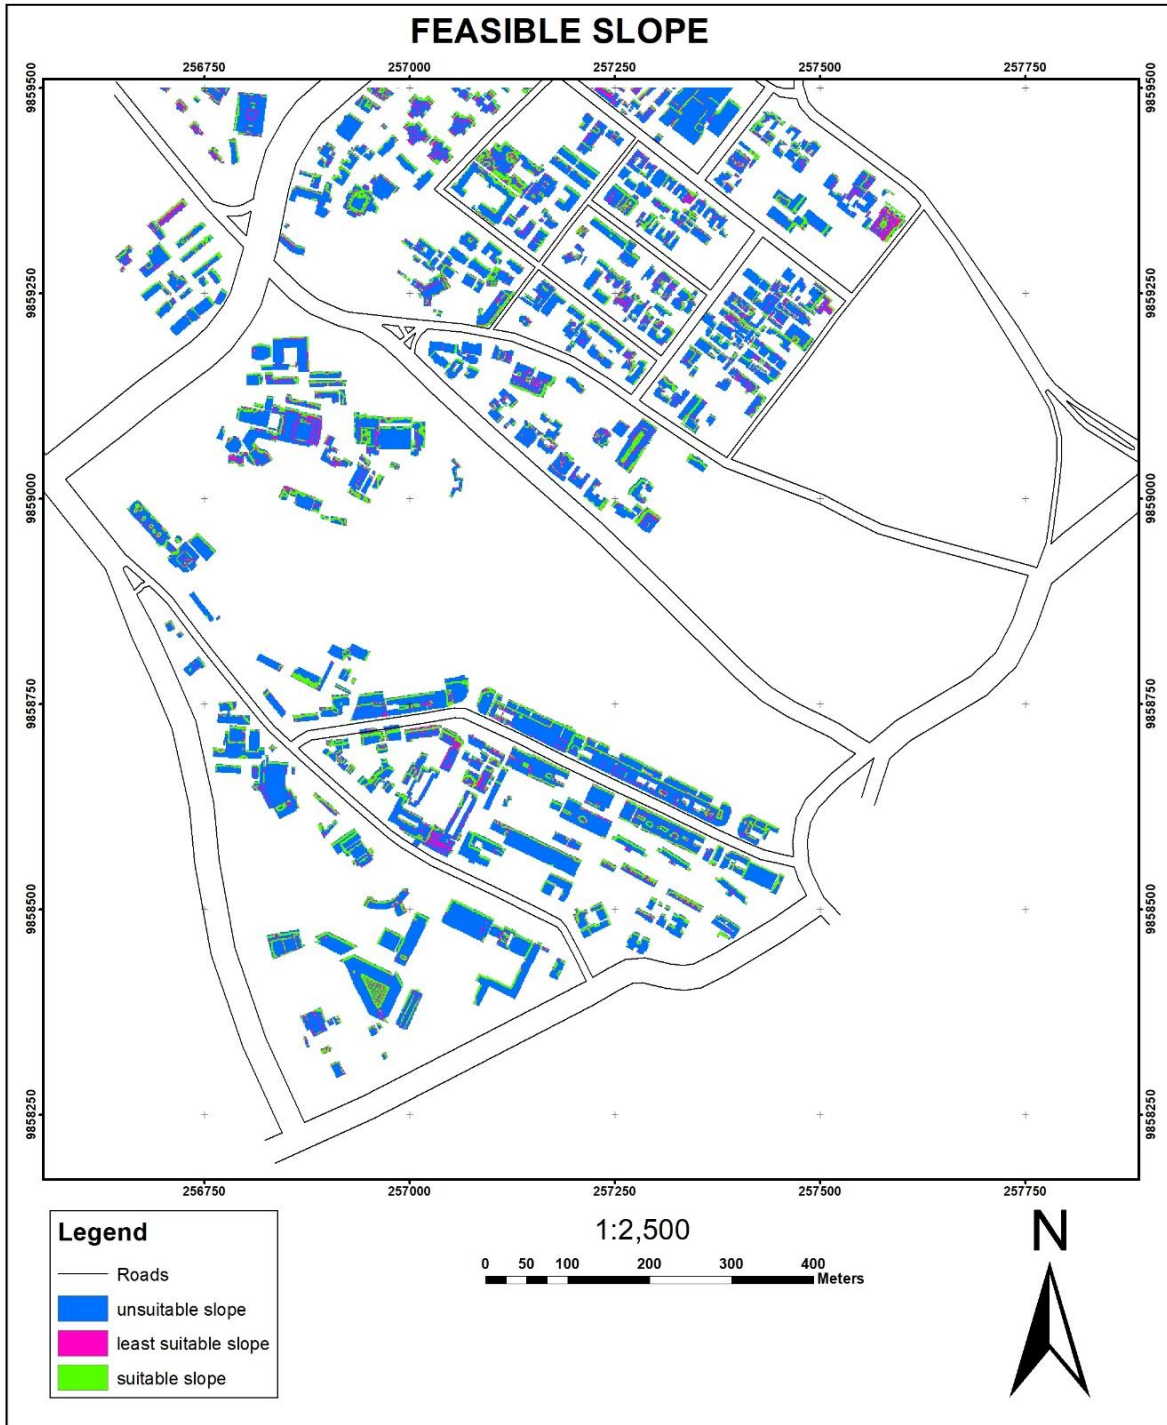 FEASIBLE SLOPE
256750 257000 257250 257500 257750
9859500 9859500
9859250 9859250
9859000 9859000
9858750 9858750
9858500 9858500
9858250 9858250
256750 257000 257250 257500 257750
Legend
Roads
unsuitable slope
least suitable slope
suitable slope
1:2,500
0 50 100 200 300 400
Meters
N